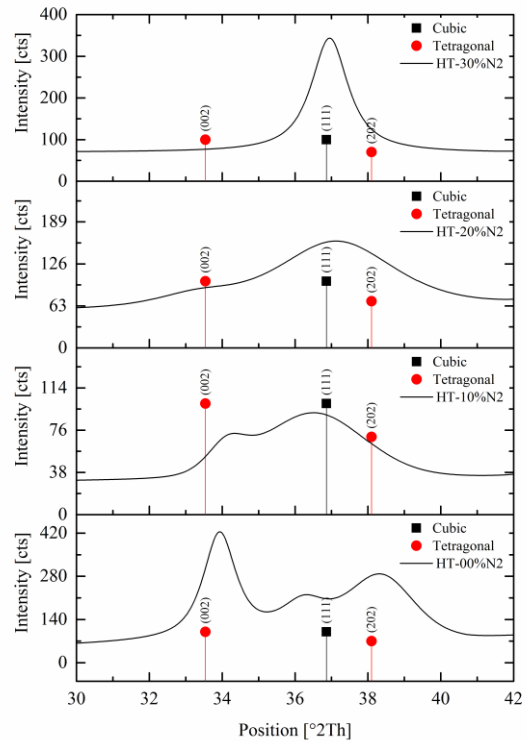 400
300
200
100
0
Intensity [cts]
Cubic
Tetragonal
HT-30%N2
(002)
(111)
(202)
189
126
63
0
Intensity [cts]
Cubic
Tetragonal
HT-20%N2
(002)
(111)
(202)
114
76
38
0
Intensity [cts]
Cubic
Tetragonal
HT-10%N2
(002)
(111)
(202)
420
280
140
0
Intensity [cts]
Cubic
Tetragonal
HT-00%N2
(002)
(111)
(202)
30 32 34 36 38 40 42
Position [°2Th]